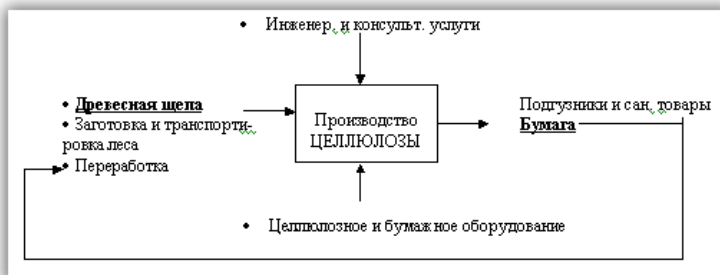 • Инженер, и консульт. услуги
• Древесная щепа
• Заготовка и транспорти-
ровка леса
• Переработка
Производство
ЦЕЛЛЮЛОЗЫ
Подгузники и сан, товары
Бумага
• Целлюлозное и бумажное оборудование